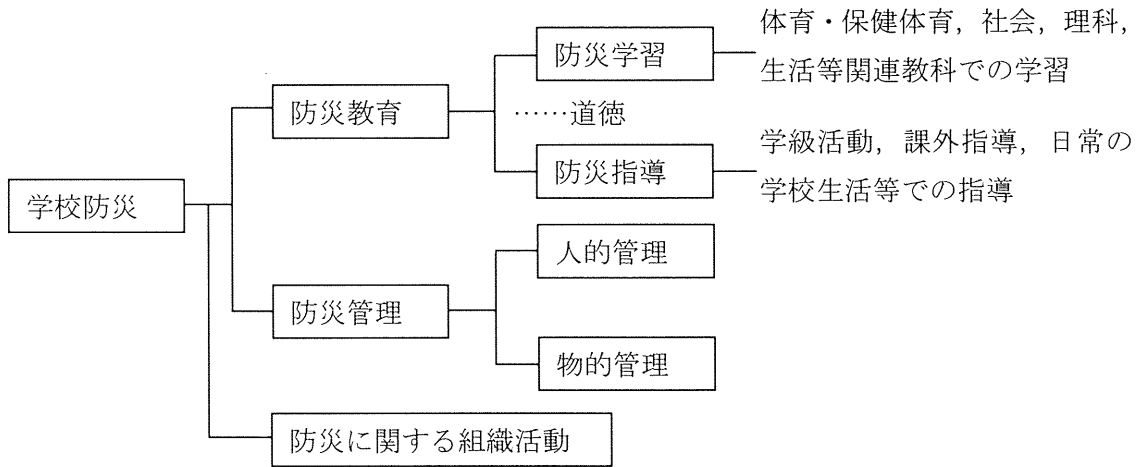 体育・保健体育，社会，理科，
生活等関連教科での学習
防災学習
防災教育
……道徳
学級活動，課外指導，日常の
学校生活等での指導
防災指導
学校防災
人的管理
防災管理
物的管理
防災に関する組織活動